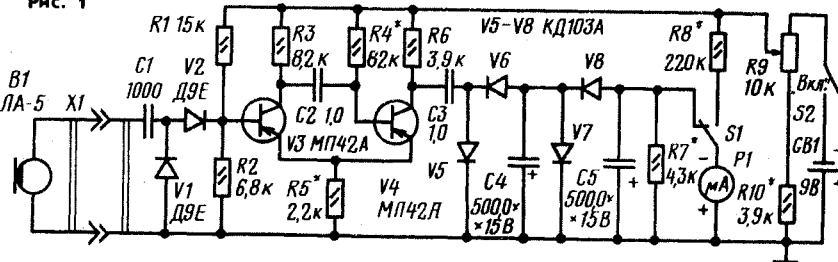 Рис. 1
R1 15к
R3
8,2к
R4*
82к
R6
3,9к
V5-V8 КД103А
R8*
220к
R9
10к
Вкл.
S2
GB1
9В
B1
ЛА-5
X1
C1
1000
V2
Д9Е
C2 1,0
V3 МП42А
C3
1,0
V6
V8
V7
S1
P1
мА
R2
6,8к
V1
Д9Е
R5*
2,2к
V4
МП42А
V5
C4
500,0×
×15В
C5
500,0×
×15В
R7*
4,3к
R10*
3,9к